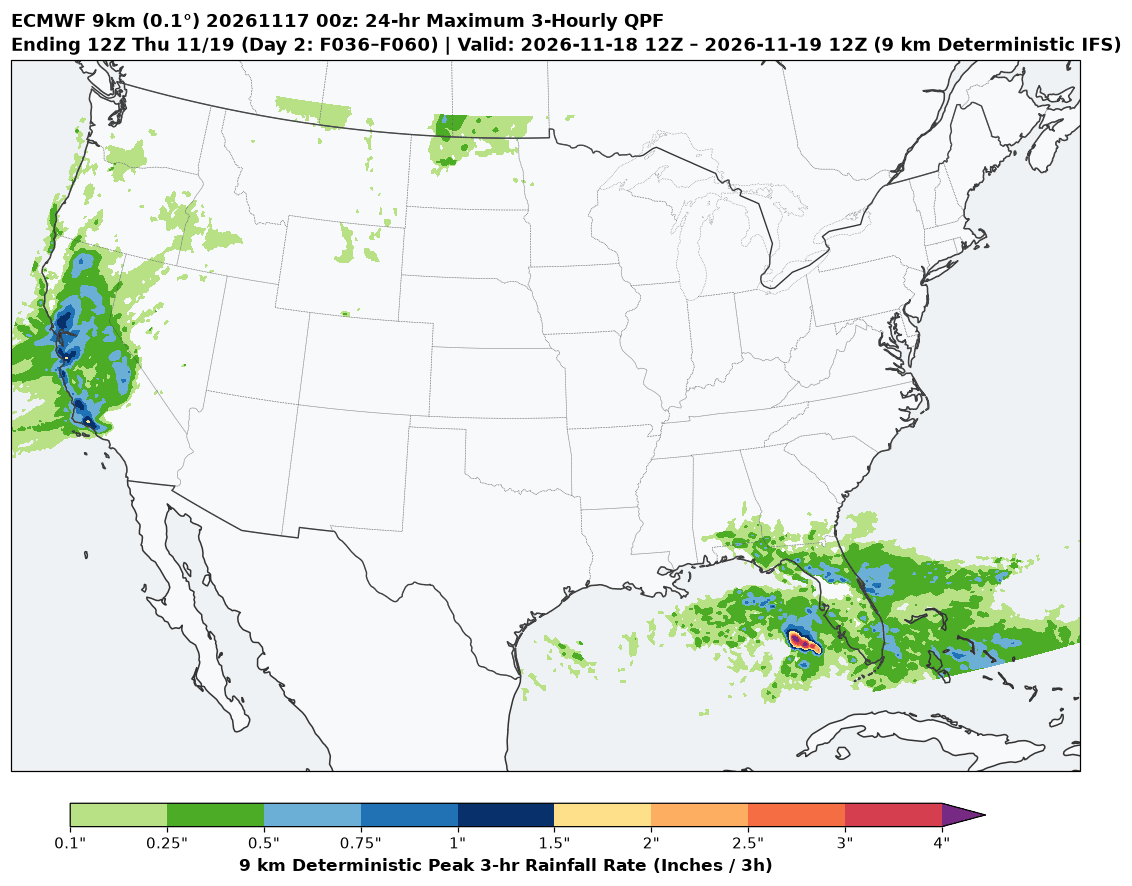 ECMWF 9km (0.1°) 20261117 00z: 24-hr Maximum 3-Hourly QPF
Ending 12Z Thu 11/19 (Day 2: F036–F060) | Valid: 2026-11-18 12Z – 2026-11-19 12Z (9 km Deterministic IFS)
0.1" 0.25" 0.5" 0.75" 1" 1.5" 2" 2.5" 3" 4"
9 km Deterministic Peak 3-hr Rainfall Rate (Inches / 3h)